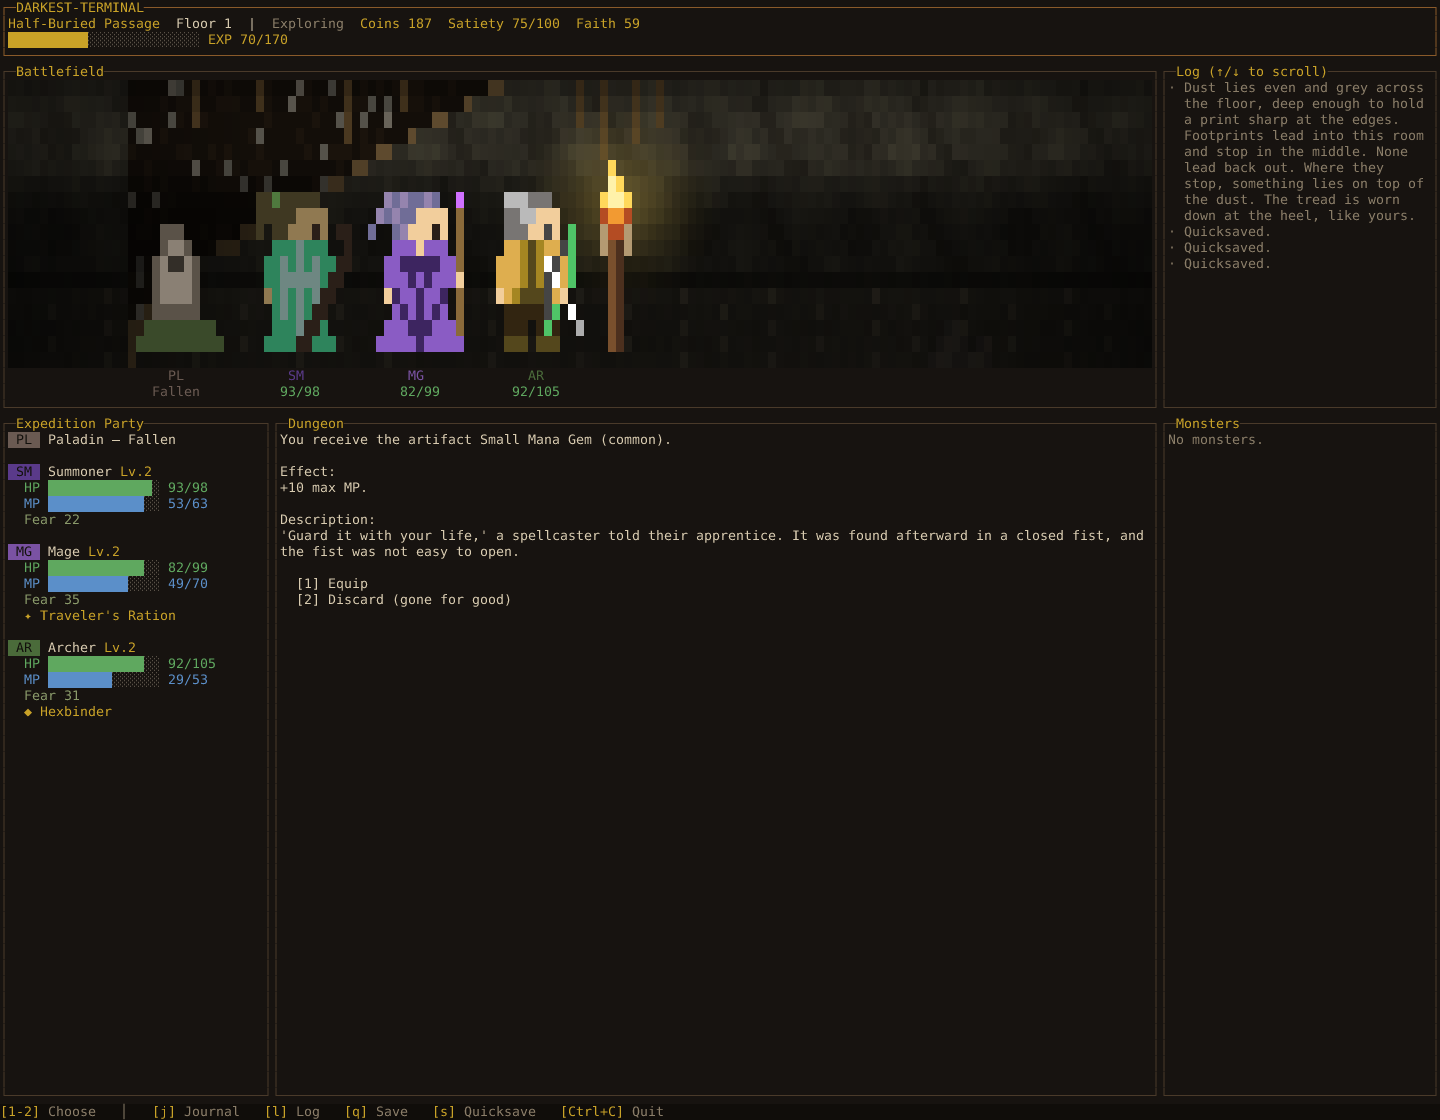 DARKEST-TERMINAL
Half-Buried Passage  Floor 1  |  Exploring  Coins 187  Satiety 75/100  Faith 59
EXP 70/170
Battlefield
PL SM MG AR
Fallen 93/98 82/99 92/105
Log (↑/↓ to scroll)
· Dust lies even and grey across
the floor, deep enough to hold
a print sharp at the edges.
Footprints lead into this room
and stop in the middle. None
lead back out. Where they
stop, something lies on top of
the dust. The tread is worn
down at the heel, like yours.
· Quicksaved.
· Quicksaved.
· Quicksaved.
Expedition Party
PL Paladin — Fallen
SM Summoner Lv.2
HP 93/98
MP 53/63
Fear 22
MG Mage Lv.2
HP 82/99
MP 49/70
Fear 35
✦ Traveler's Ration
AR Archer Lv.2
HP 92/105
MP 29/53
Fear 31
◆ Hexbinder
Dungeon
You receive the artifact Small Mana Gem (common).
Effect:
+10 max MP.
Description:
'Guard it with your life,' a spellcaster told their apprentice. It was found afterward in a closed fist, and
the fist was not easy to open.
[1] Equip
[2] Discard (gone for good)
Monsters
No monsters.
[1-2] Choose  │  [j] Journal  [l] Log  [q] Save  [s] Quicksave  [Ctrl+C] Quit